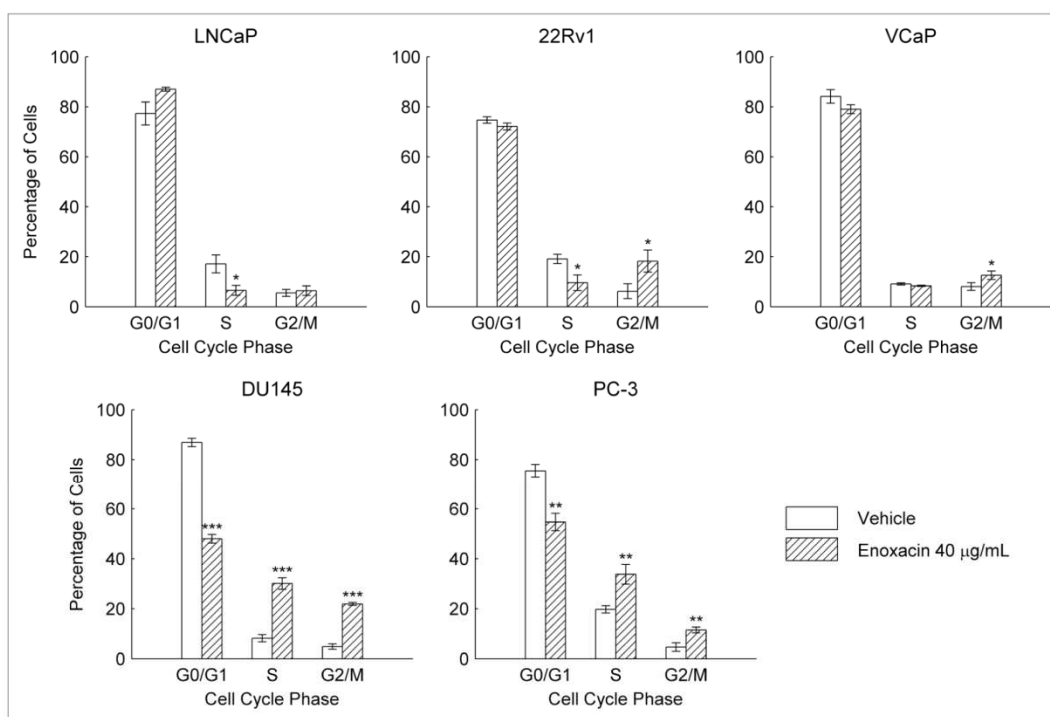 LNCaP
Percentage of Cells
100
80
60
40
20
0
*
G0/G1 S G2/M
Cell Cycle Phase
22Rv1
100
80
60
40
20
0
* *
G0/G1 S G2/M
Cell Cycle Phase
VCaP
100
80
60
40
20
0
*
G0/G1 S G2/M
Cell Cycle Phase
DU145
Percentage of Cells
100
80
60
40
20
0
*** *** ***
G0/G1 S G2/M
Cell Cycle Phase
PC-3
100
80
60
40
20
0
** ** **
G0/G1 S G2/M
Cell Cycle Phase
Vehicle
Enoxacin 40 μg/mL